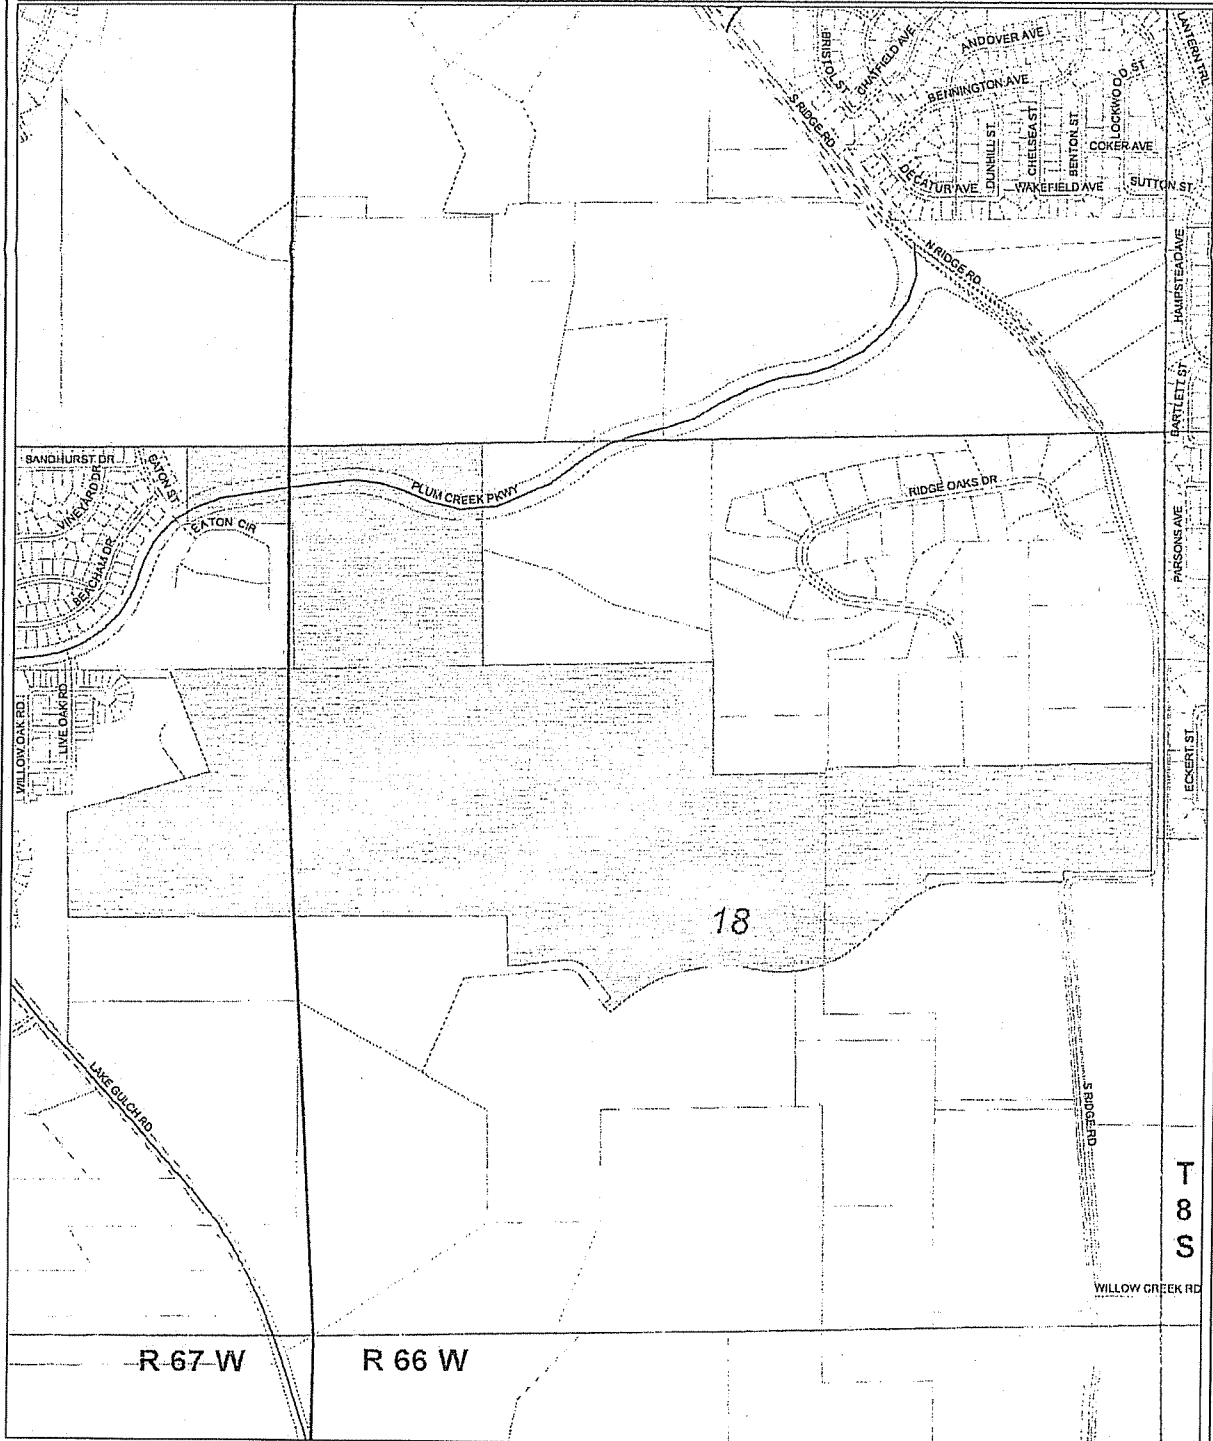 LANTERN TRL
ANDOVER AVE
BRISTOL ST
CHATFIELD AVE
BENNINGTON AVE
LOCKWOOD ST
S RIDGE RD
DUNHILL ST
CHELSEA ST
BENTON ST
COKER AVE
DECATUR AVE
WAKEFIELD AVE
SUTTON ST
N RIDGE RD
HAMPSTEAD AVE
BARTLETT ST
SANDHURST DR
EATON ST
VINEYARD DR
PLUM CREEK PKWY
RIDGE OAKS DR
EATON CIR
BEACHAM DR
PARSONS AVE
WILLOW OAK RD
LIVE OAK RD
ECKERT ST
18
LAKE GULCH RD
S RIDGE RD
T
8
S
WILLOW CREEK RD
R 67 W
R 66 W